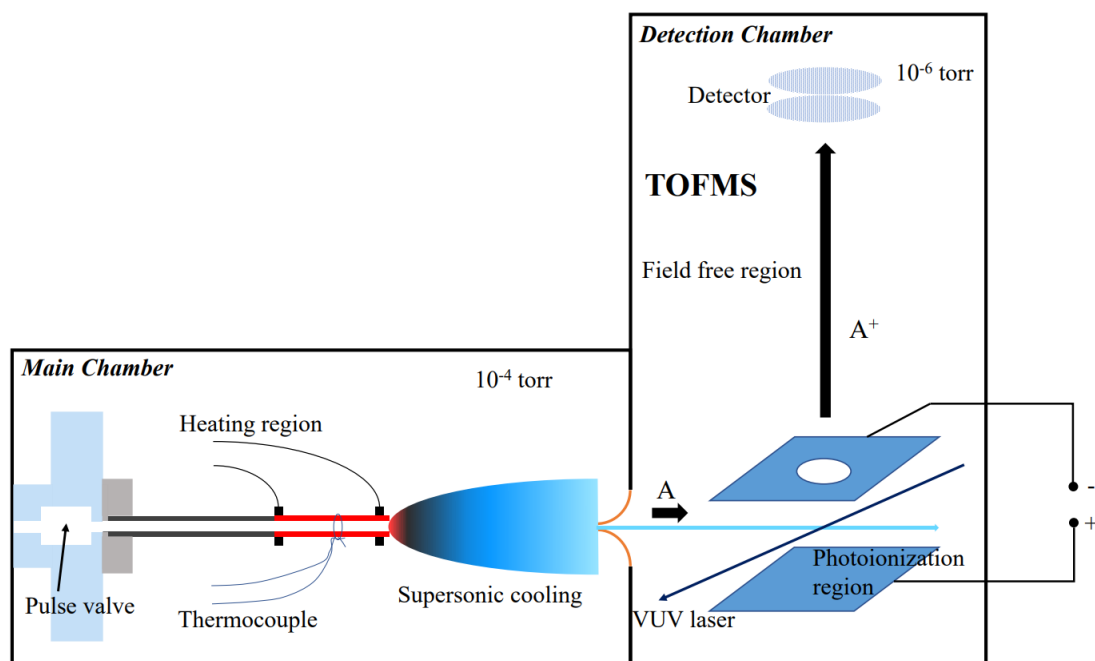 Detection Chamber
10⁻⁶ torr
Detector
TOFMS
Field free region
A⁺
Main Chamber
10⁻⁴ torr
Heating region
A
-
+
Photoionization
region
Supersonic cooling
Pulse valve
Thermocouple
VUV laser